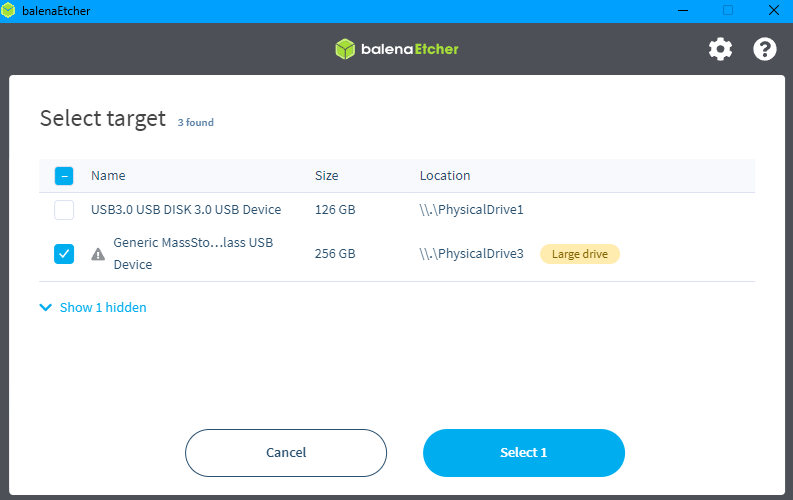 balenaEtcher
balenaEtcher
Select target 3 found
Name Size Location
USB3.0 USB DISK 3.0 USB Device 126 GB \\.\PhysicalDrive1
Generic MassSto...lass USB
Device 256 GB \\.\PhysicalDrive3 Large drive
Show 1 hidden
Cancel Select 1